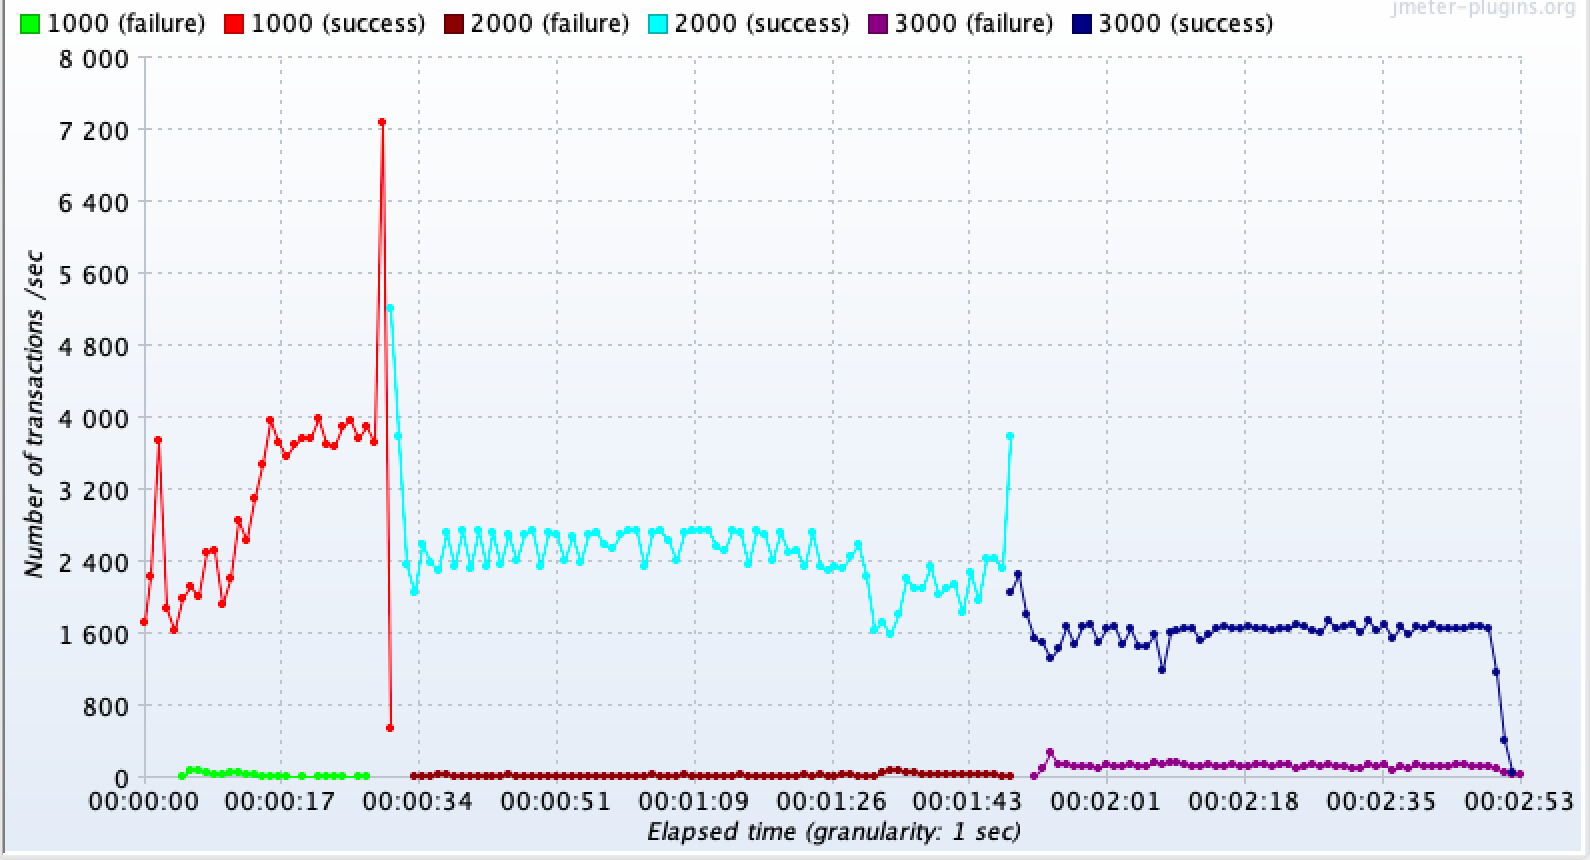 jmeter-plugins.org
1000 (failure) 1000 (success) 2000 (failure) 2000 (success) 3000 (failure) 3000 (success)
8 000
7 200
6 400
5 600
4 800
4 000
3 200
2 400
1 600
800
0
Number of transactions /sec
00:00:00 00:00:17 00:00:34 00:00:51 00:01:09 00:01:26 00:01:43 00:02:01 00:02:18 00:02:35 00:02:53
Elapsed time (granularity: 1 sec)